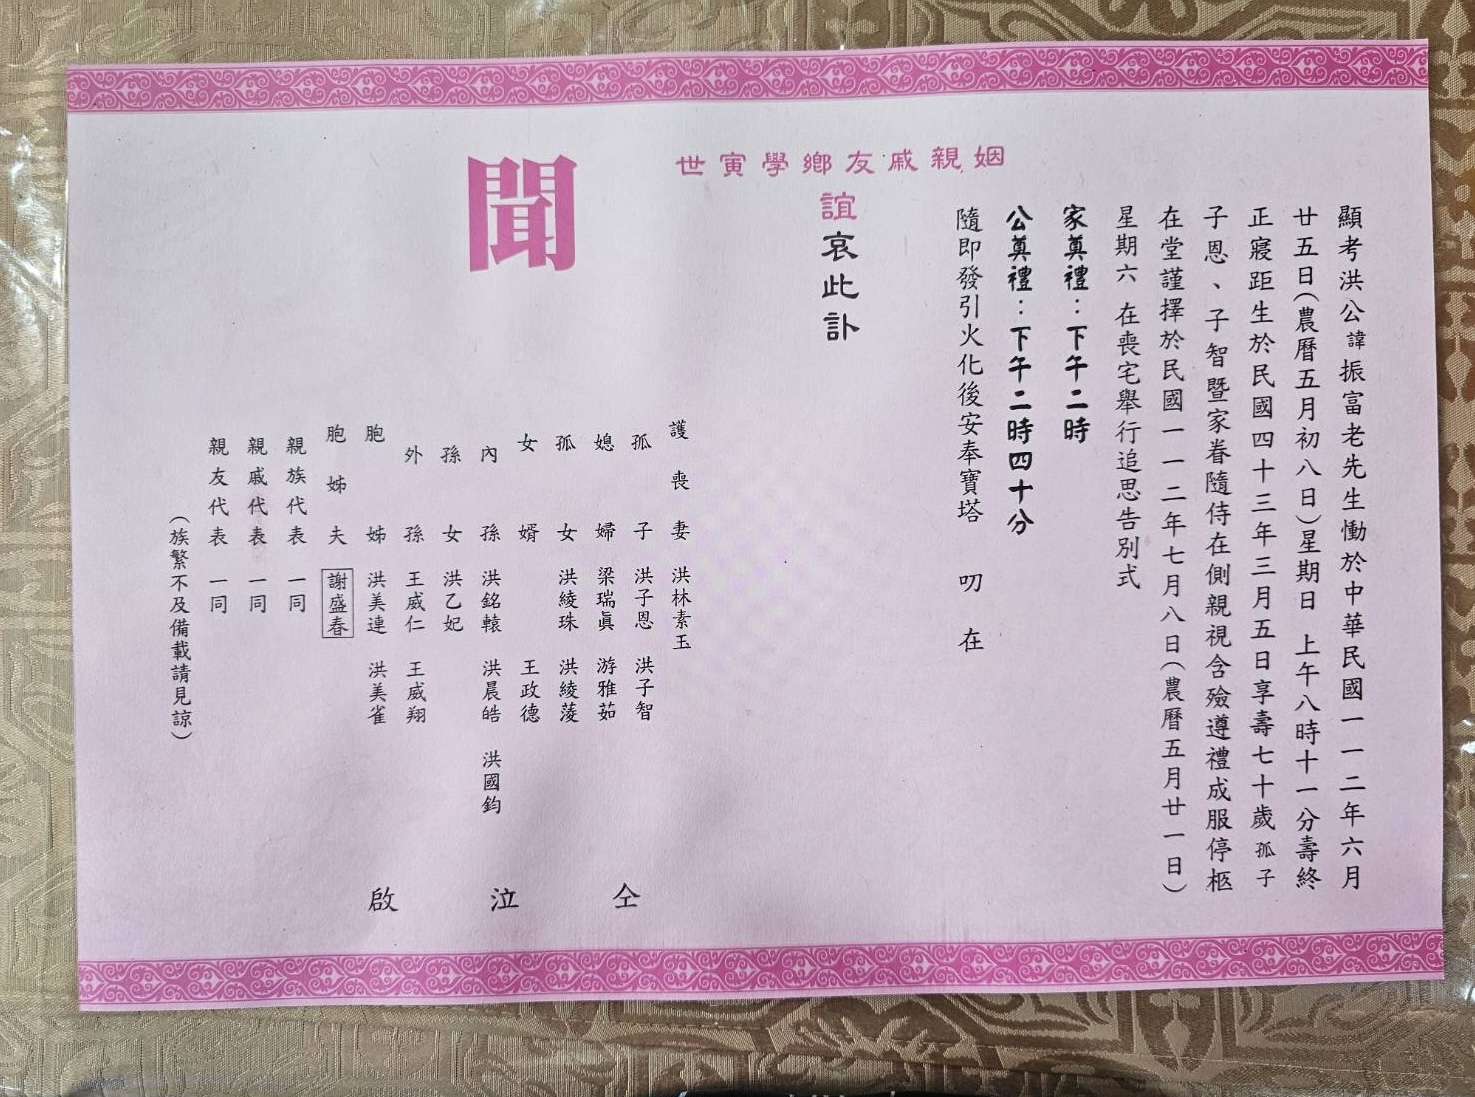 顯考洪公諱振富老先生慟於中華民國一一二年六月
廿五日(農曆五月初八日)星期日 上午八時十一分壽終
正寢距生於民國四十三年三月五日享壽七十歲 孤子
子恩、子智暨家眷隨侍在側親視含殮遵禮成服停柩
在堂謹擇於民國一一二年七月八日(農曆五月廿一日)
星期六 在喪宅舉行追思告別式
家奠禮：下午二時
公奠禮：下午二時四十分
隨即發引火化後安奉寶塔 叨 在
姻親戚友鄉學寅世
誼哀此訃
聞
護喪妻 洪林素玉
孤子 洪子恩 洪子智
媳婦 梁瑞眞 游雅茹
孤女 洪綾珠 洪綾蓤
女婿 王政德
內孫 洪銘轅 洪晨皓 洪國鈞
孫女 洪乙妃
外孫 王威仁 王威翔
胞姊 洪美連 洪美雀
胞姊夫 謝盛春
親族代表 一同
親戚代表 一同
親友代表 一同
(族繁不及備載請見諒)
仝 泣 啟